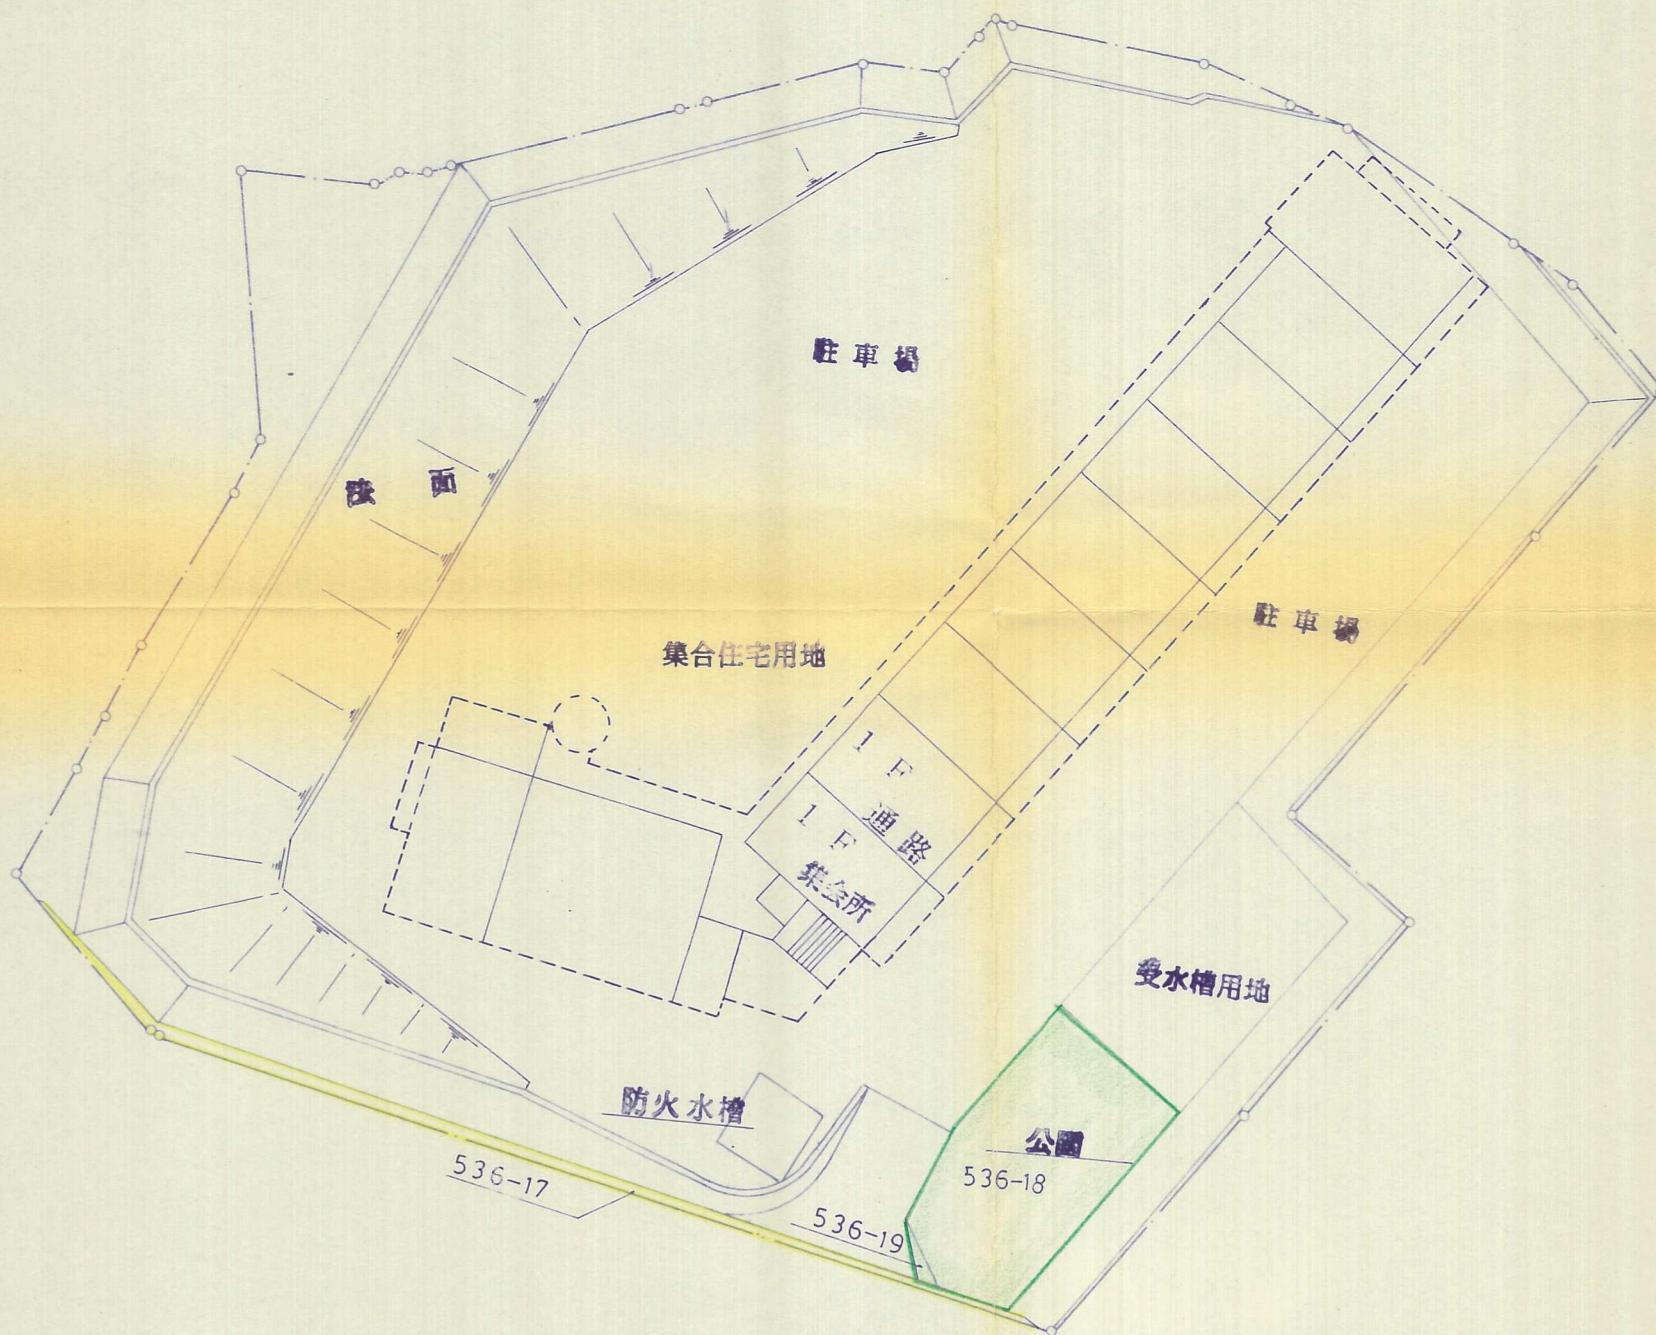 駐車場
法面
駐車場
集合住宅用地
1F
通路
1F
集会所
受水槽用地
防火水槽
公園
536-17
536-18
536-19